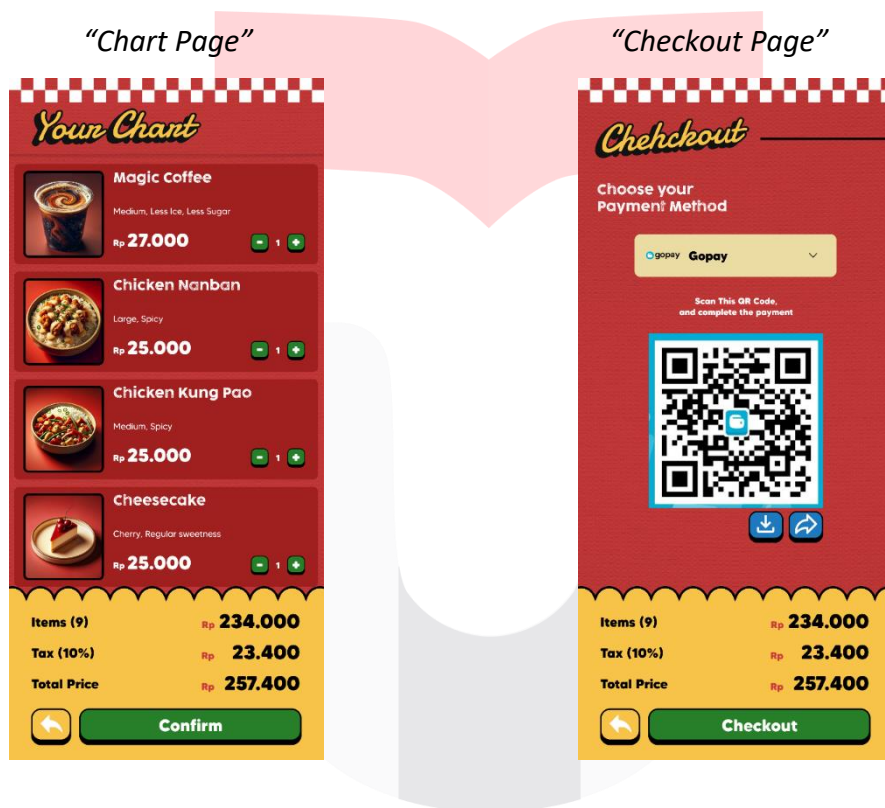 “Chart Page”
Your Chart
Magic Coffee
Medium, Less Ice, Less Sugar
Rp 27.000
- 1 +
Chicken Nanban
Large, Spicy
Rp 25.000
- 1 +
Chicken Kung Pao
Medium, Spicy
Rp 25.000
- 1 +
Cheesecake
Cherry, Regular sweetness
Rp 25.000
- 1 +
Items (9) Rp 234.000
Tax (10%) Rp 23.400
Total Price Rp 257.400
Confirm
“Checkout Page”
Chehckout
Choose your
Payment Method
gopay Gopay
Scan This QR Code,
and complete the payment
Items (9) Rp 234.000
Tax (10%) Rp 23.400
Total Price Rp 257.400
Checkout